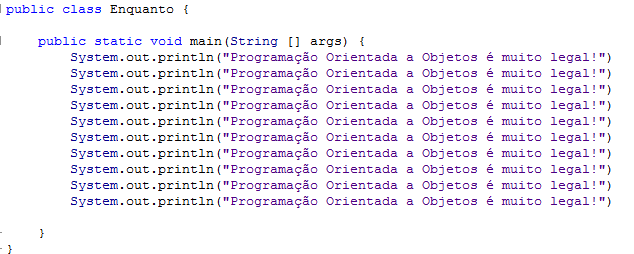 public class Enquanto {
public static void main(String [] args) {
System.out.println("Programação Orientada a Objetos é muito legal!")
System.out.println("Programação Orientada a Objetos é muito legal!")
System.out.println("Programação Orientada a Objetos é muito legal!")
System.out.println("Programação Orientada a Objetos é muito legal!")
System.out.println("Programação Orientada a Objetos é muito legal!")
System.out.println("Programação Orientada a Objetos é muito legal!")
System.out.println("Programação Orientada a Objetos é muito legal!")
System.out.println("Programação Orientada a Objetos é muito legal!")
System.out.println("Programação Orientada a Objetos é muito legal!")
System.out.println("Programação Orientada a Objetos é muito legal!")
}
}